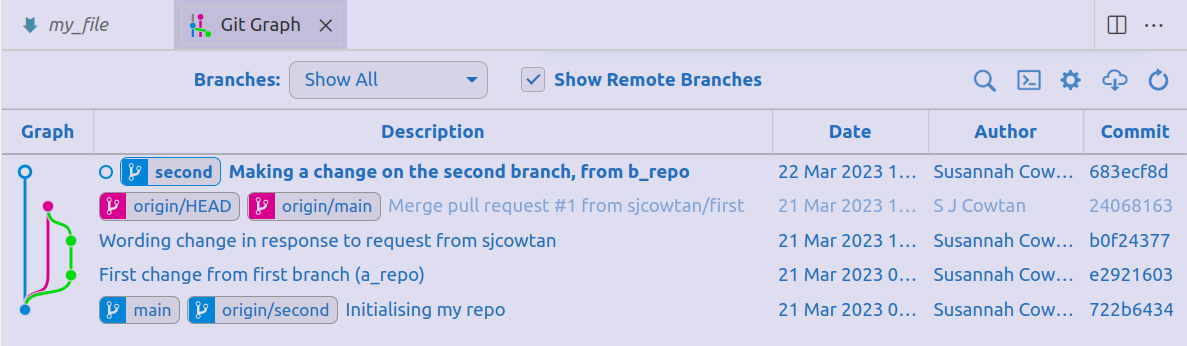 my_file Git Graph
Branches: Show All Show Remote Branches
Graph Description Date Author Commit
second Making a change on the second branch, from b_repo 22 Mar 2023 1... Susannah Cow... 683ecf8d
origin/HEAD origin/main Merge pull request #1 from sjcowtan/first 21 Mar 2023 1... S J Cowtan 24068163
Wording change in response to request from sjcowtan 21 Mar 2023 1... Susannah Cow... b0f24377
First change from first branch (a_repo) 21 Mar 2023 0... Susannah Cow... e2921603
main origin/second Initialising my repo 21 Mar 2023 0... Susannah Cow... 722b6434